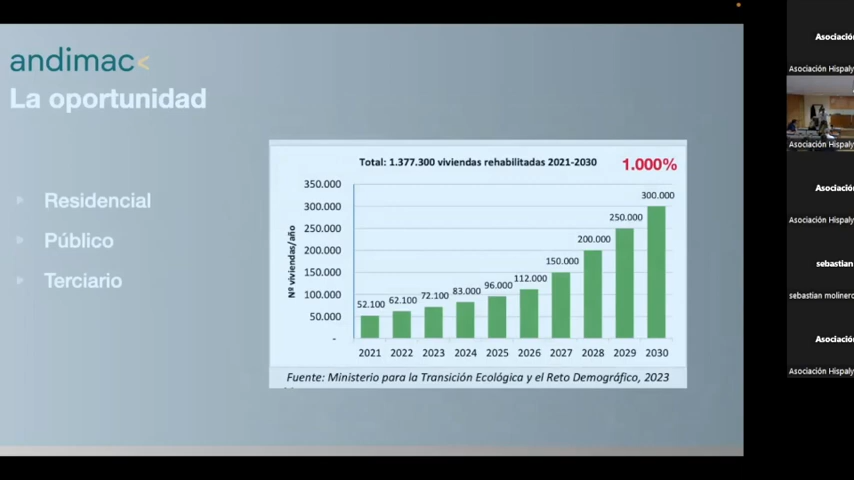 andimac<
La oportunidad
Residencial
Público
Terciario
Total: 1.377.300 viviendas rehabilitadas 2021-2030
1.000%
Nº viviendas/año
350.000
300.000
250.000
200.000
150.000
100.000
50.000
-
52.100
62.100
72.100
83.000
96.000
112.000
150.000
200.000
250.000
300.000
2021 2022 2023 2024 2025 2026 2027 2028 2029 2030
Fuente: Ministerio para la Transición Ecológica y el Reto Demográfico, 2023
Asociación
Asociación Hispaly
Asociación Hispaly
Asociación
Asociación Hispaly
sebastian
sebastian molinero
Asociación
Asociación Hispaly